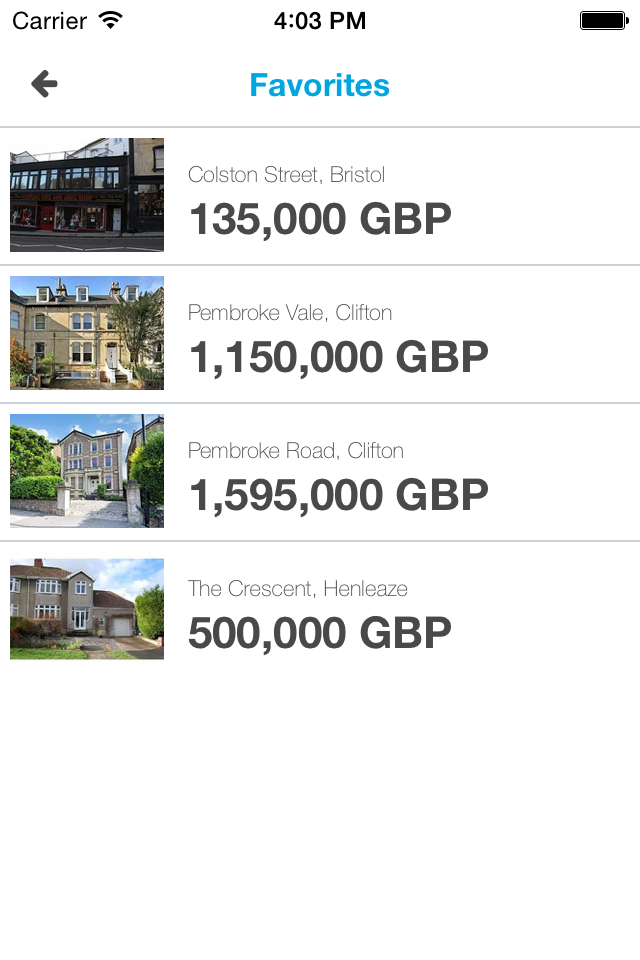 Carrier 4:03 PM
Favorites
Colston Street, Bristol
135,000 GBP
Pembroke Vale, Clifton
1,150,000 GBP
Pembroke Road, Clifton
1,595,000 GBP
The Crescent, Henleaze
500,000 GBP